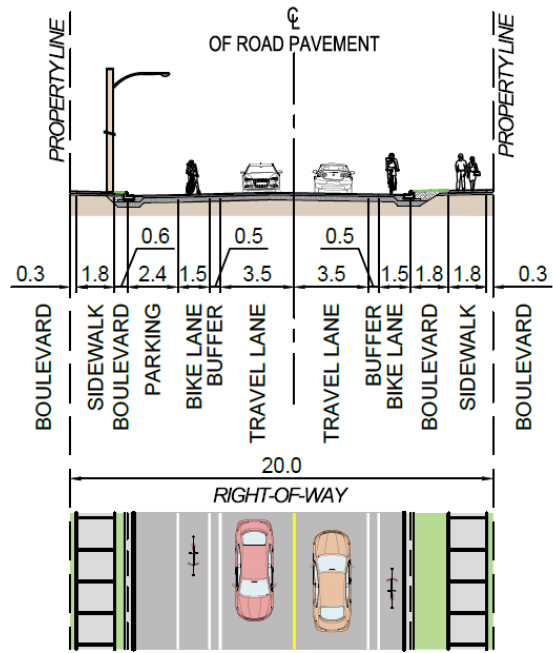 ℄
OF ROAD PAVEMENT
PROPERTY LINE
PROPERTY LINE
0.6
0.5
0.5
0.3
1.8
2.4
1.5
3.5
3.5
1.5
1.8
1.8
0.3
BOULEVARD
SIDEWALK
BOULEVARD
PARKING
BIKE LANE
BUFFER
TRAVEL LANE
TRAVEL LANE
BUFFER
BIKE LANE
BOULEVARD
SIDEWALK
BOULEVARD
20.0
RIGHT-OF-WAY